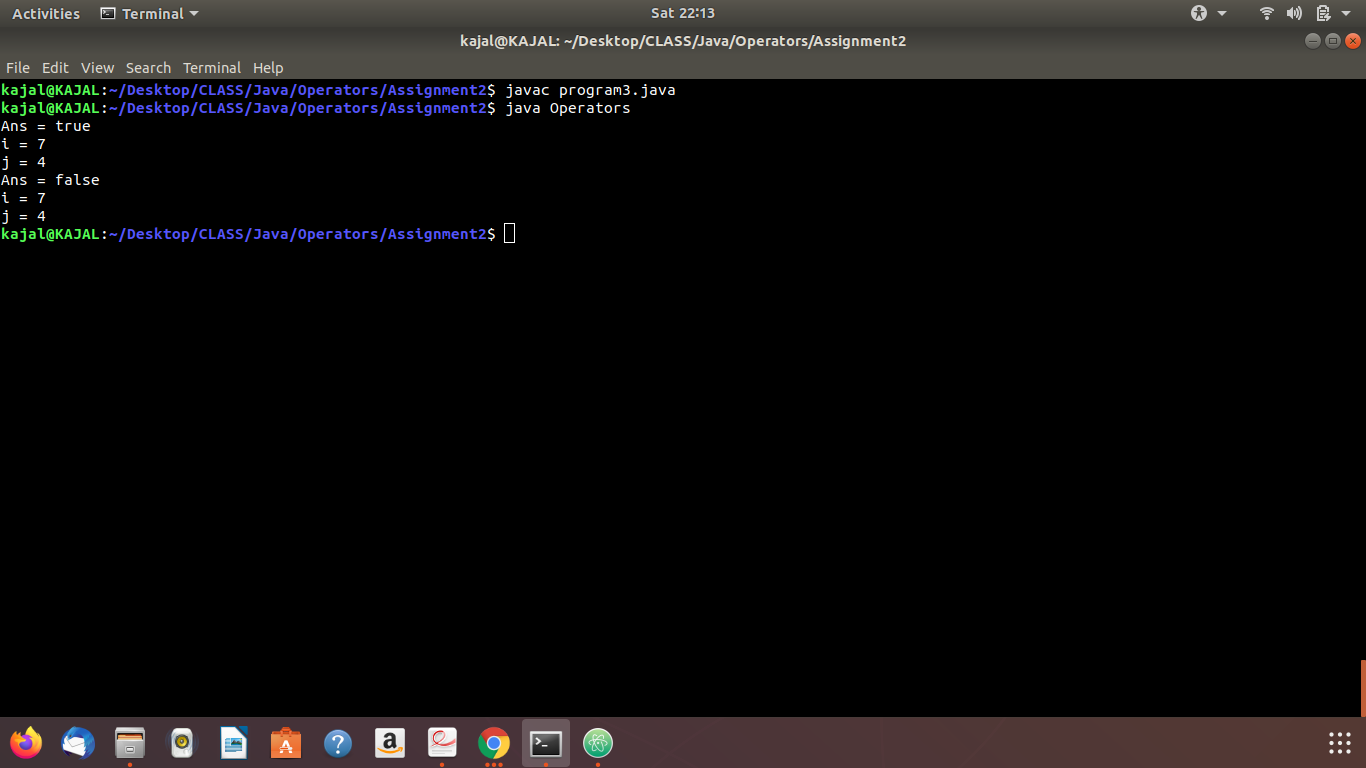 Activities Terminal Sat 22:13
kajal@KAJAL: ~/Desktop/CLASS/Java/Operators/Assignment2
File Edit View Search Terminal Help
kajal@KAJAL:~/Desktop/CLASS/Java/Operators/Assignment2$ javac program3.java
kajal@KAJAL:~/Desktop/CLASS/Java/Operators/Assignment2$ java Operators
Ans = true
i = 7
j = 4
Ans = false
i = 7
j = 4
kajal@KAJAL:~/Desktop/CLASS/Java/Operators/Assignment2$